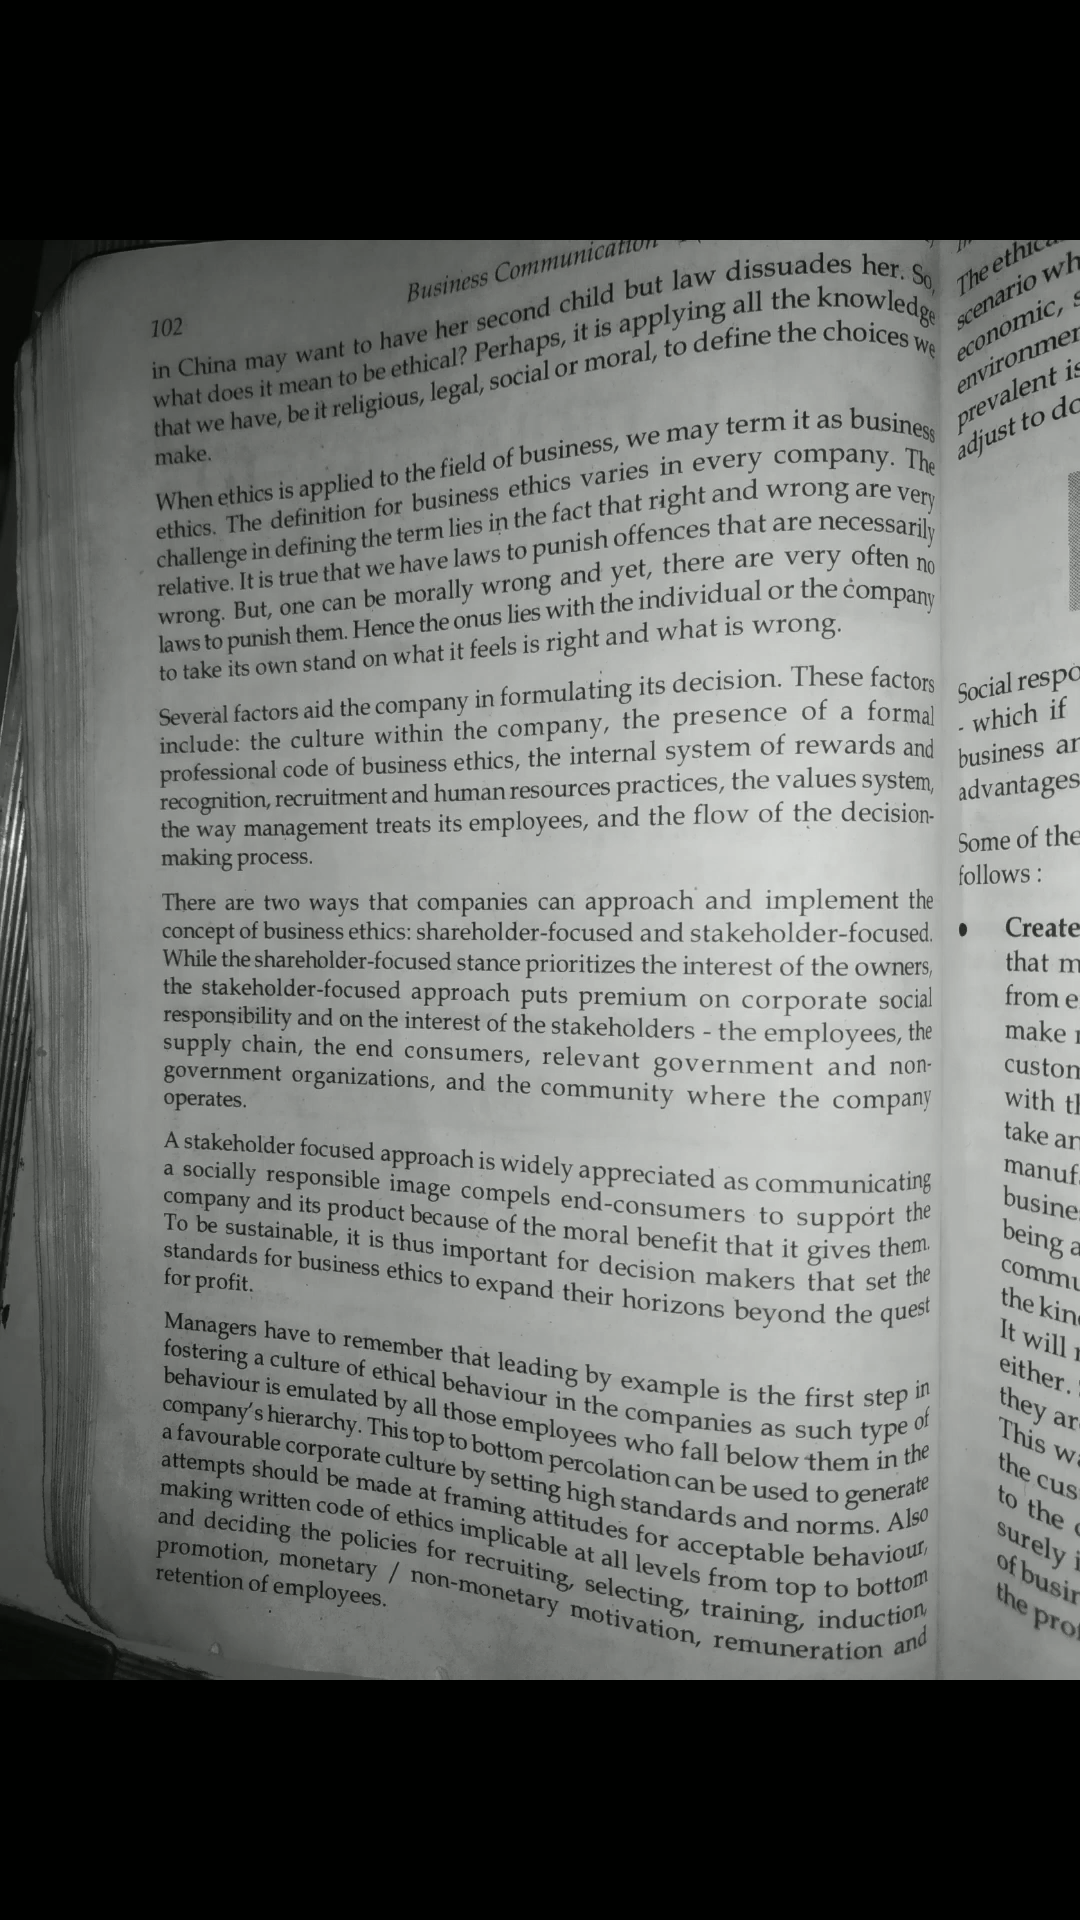 102
Business Communication
in China may want to have her second child but law dissuades her. So,
what does it mean to be ethical? Perhaps, it is applying all the knowledge
that we have, be it religious, legal, social or moral, to define the choices we
make.
When ethics is applied to the field of business, we may term it as business
ethics. The definition for business ethics varies in every company. The
challenge in defining the term lies in the fact that right and wrong are very
relative. It is true that we have laws to punish offences that are necessarily
wrong. But, one can be morally wrong and yet, there are very often no
laws to punish them. Hence the onus lies with the individual or the company
to take its own stand on what it feels is right and what is wrong.
Several factors aid the company in formulating its decision. These factors
include: the culture within the company, the presence of a formal
professional code of business ethics, the internal system of rewards and
recognition, recruitment and human resources practices, the values system,
the way management treats its employees, and the flow of the decision-
making process.
There are two ways that companies can approach and implement the
concept of business ethics: shareholder-focused and stakeholder-focused.
While the shareholder-focused stance prioritizes the interest of the owners,
the stakeholder-focused approach puts premium on corporate social
responsibility and on the interest of the stakeholders - the employees, the
supply chain, the end consumers, relevant government and non-
government organizations, and the community where the company
operates.
A stakeholder focused approach is widely appreciated as communicating
a socially responsible image compels end-consumers to support the
company and its product because of the moral benefit that it gives them.
To be sustainable, it is thus important for decision makers that set the
standards for business ethics to expand their horizons beyond the quest
for profit.
Managers have to remember that leading by example is the first step in
fostering a culture of ethical behaviour in the companies as such type of
behaviour is emulated by all those employees who fall below them in the
company's hierarchy. This top to bottom percolation can be used to generate
a favourable corporate culture by setting high standards and norms. Also
attempts should be made at framing attitudes for acceptable behaviour,
making written code of ethics implicable at all levels from top to bottom
and deciding the policies for recruiting, selecting, training, induction,
promotion, monetary / non-monetary motivation, remuneration and
retention of employees.
The
scenario
economic,
prevalent
adjust to
Social
- which if
business
advantages
Some of the
follows :
• Create
that
from
make
with
take
being
It will
either.
they
This
the
to the
surely
the